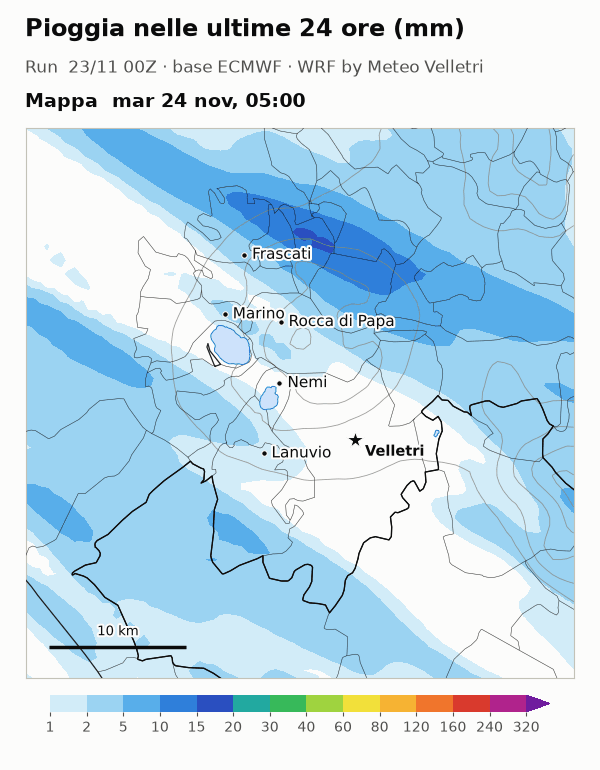 Pioggia nelle ultime 24 ore (mm)
Run  23/11 00Z · base ECMWF · WRF by Meteo Velletri
Mappa  mar 24 nov, 05:00
Frascati
Marino
Rocca di Papa
Nemi
Velletri
Lanuvio
10 km
1 2 5 10 15 20 30 40 60 80 120 160 240 320